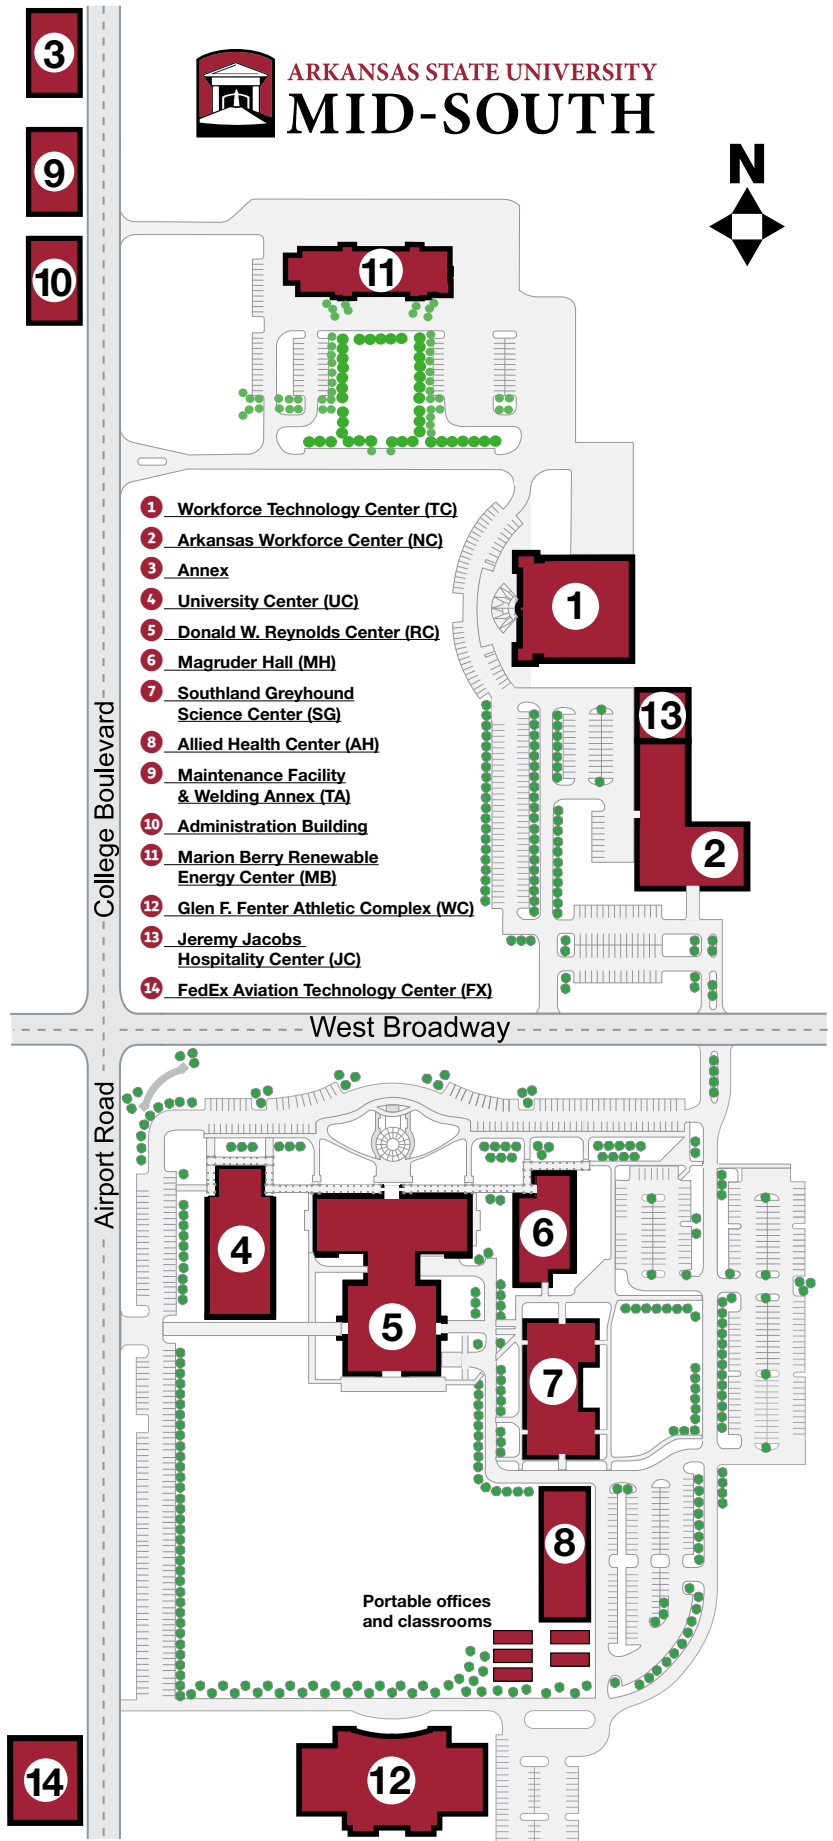 3
ARKANSAS STATE UNIVERSITY
MID-SOUTH
N
9
10
11
1 Workforce Technology Center (TC)
2 Arkansas Workforce Center (NC)
3 Annex
4 University Center (UC)
5 Donald W. Reynolds Center (RC)
6 Magruder Hall (MH)
7 Southland Greyhound
Science Center (SG)
8 Allied Health Center (AH)
9 Maintenance Facility
& Welding Annex (TA)
10 Administration Building
11 Marion Berry Renewable
Energy Center (MB)
12 Glen F. Fenter Athletic Complex (WC)
13 Jeremy Jacobs
Hospitality Center (JC)
14 FedEx Aviation Technology Center (FX)
1
13
2
College Boulevard
West Broadway
Airport Road
4
6
5
7
8
Portable offices
and classrooms
14
12